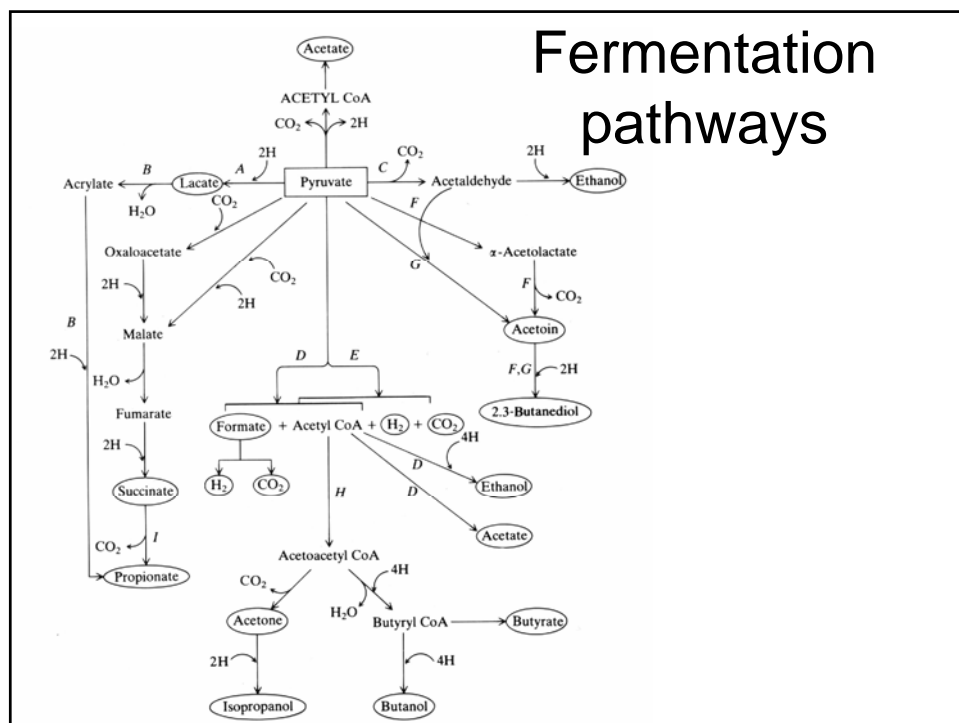 Fermentation
pathways
Acetate
ACETYL CoA
CO₂ 2H
2H
CO₂
2H
B
A
C
Acrylate
Lacate
Pyruvate
Acetaldehyde
Ethanol
H₂O
CO₂
F
Oxaloacetate
G
α-Acetolactate
2H
CO₂
2H
F
CO₂
Malate
Acetoin
B
2H
D
E
F,G
2H
H₂O
2.3-Butanediol
Fumarate
Formate + Acetyl CoA + H₂ + CO₂
2H
4H
D
H₂
CO₂
Ethanol
Succinate
H
D
CO₂
I
Acetate
Acetoacetyl CoA
Propionate
CO₂
4H
H₂O
Acetone
Butyryl CoA
Butyrate
2H
4H
Isopropanol
Butanol